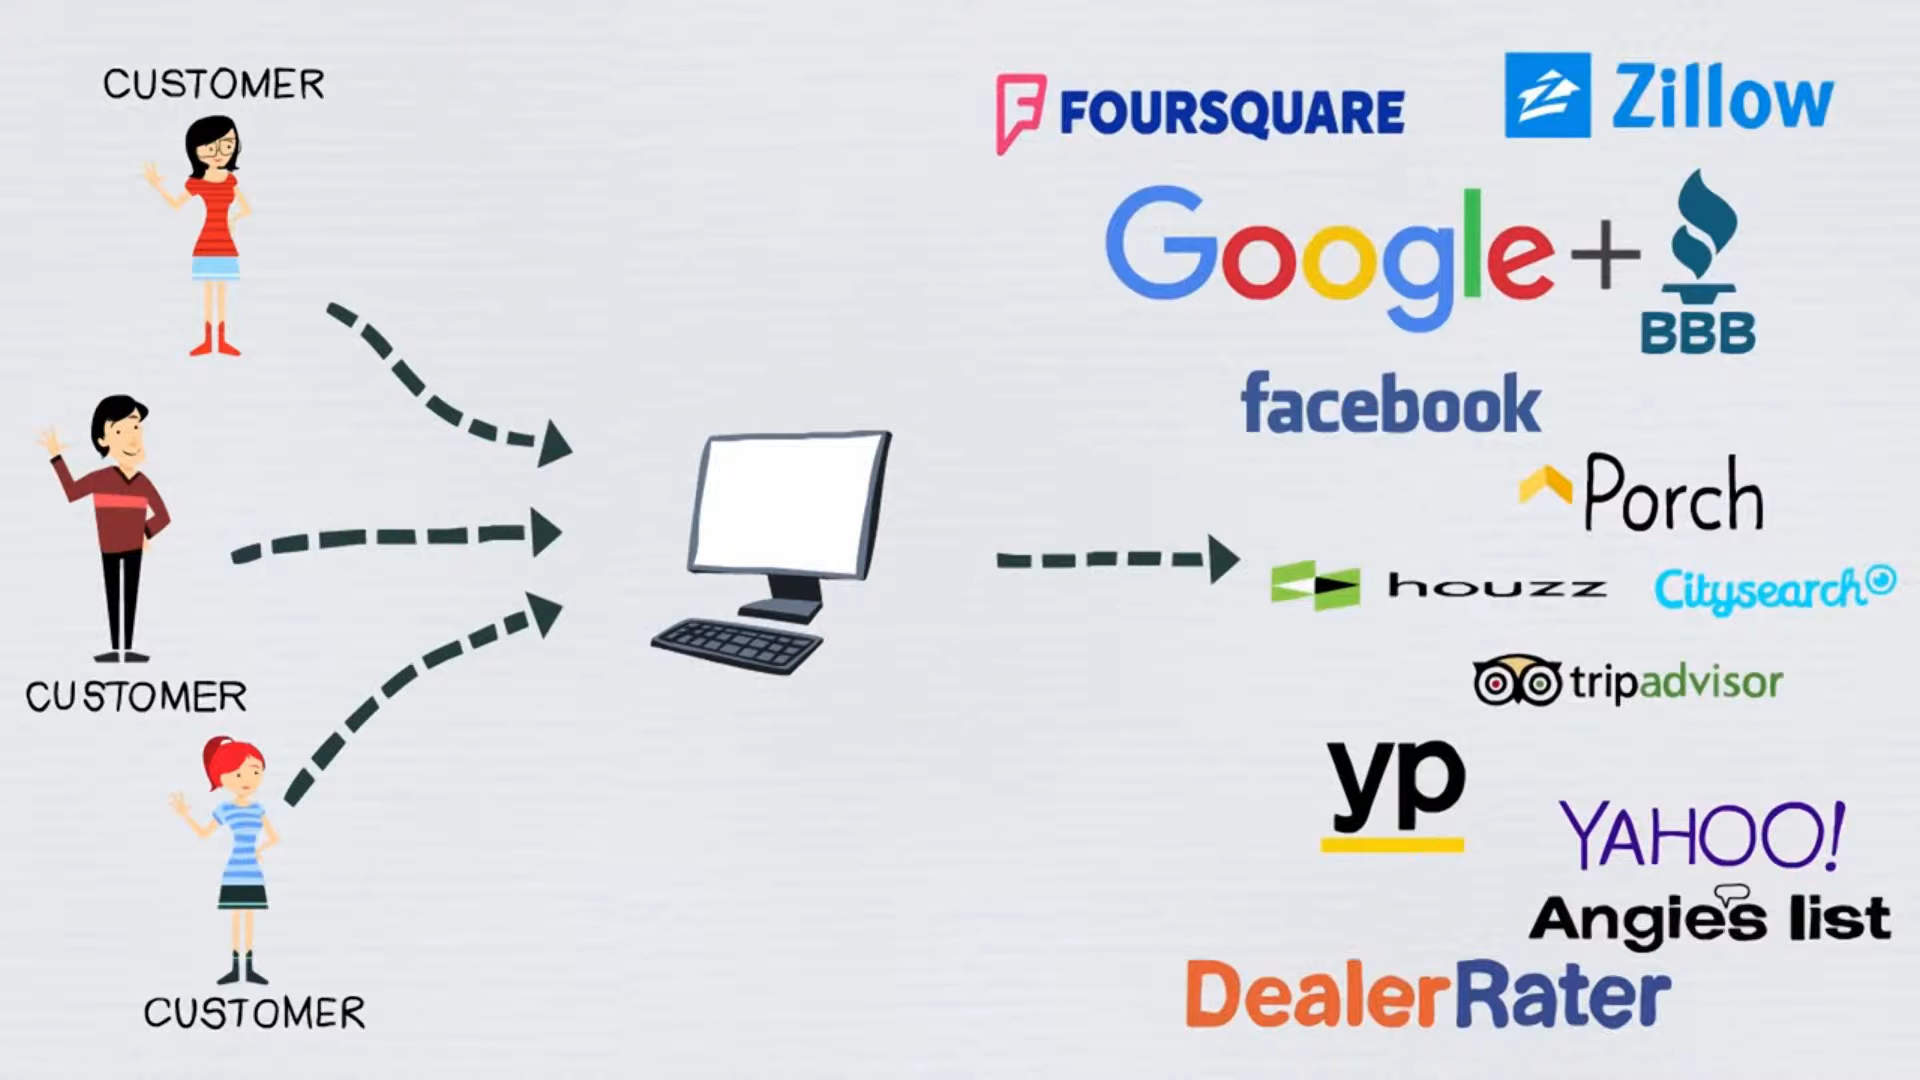 CUSTOMER
CUSTOMER
CUSTOMER
FOURSQUARE
Zillow
Google+
BBB
facebook
Porch
houzz
Citysearch
tripadvisor
yp
YAHOO!
Angie's list
DealerRater